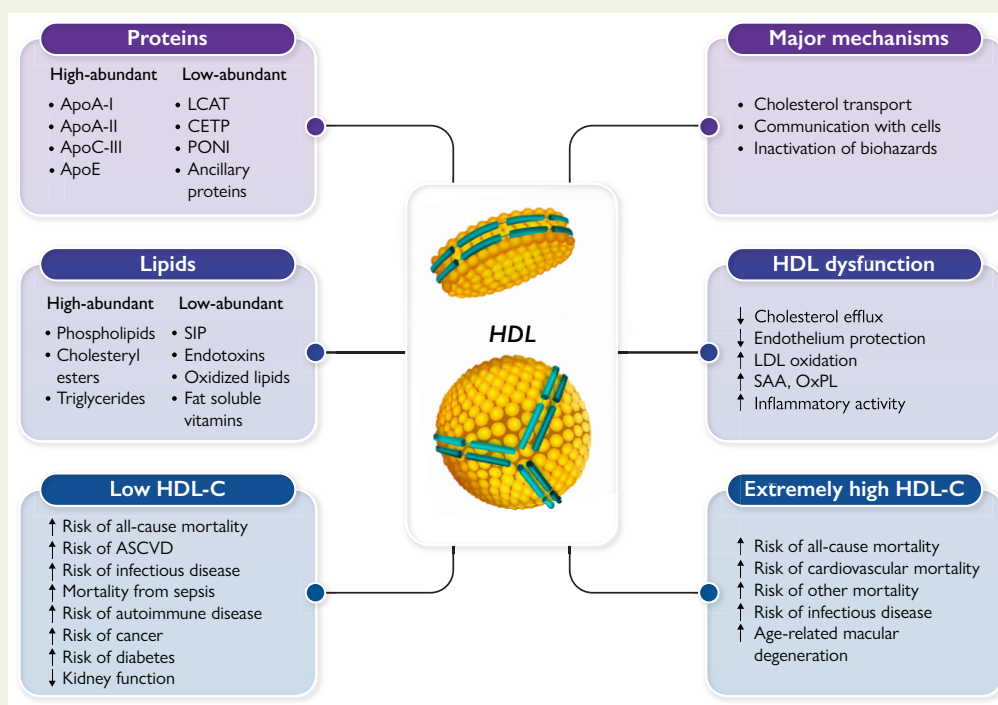 Proteins
High-abundant
• ApoA-I
• ApoA-II
• ApoC-III
• ApoE
Low-abundant
• LCAT
• CETP
• PONI
• Ancillary
proteins
Lipids
High-abundant
• Phospholipids
• Cholesteryl
esters
• Triglycerides
Low-abundant
• SIP
• Endotoxins
• Oxidized lipids
• Fat soluble
vitamins
Low HDL-C
↑ Risk of all-cause mortality
↑ Risk of ASCVD
↑ Risk of infectious disease
↑ Mortality from sepsis
↑ Risk of autoimmune disease
↑ Risk of cancer
↑ Risk of diabetes
↓ Kidney function
HDL
Major mechanisms
• Cholesterol transport
• Communication with cells
• Inactivation of biohazards
HDL dysfunction
↓ Cholesterol efflux
↓ Endothelium protection
↑ LDL oxidation
↑ SAA, OxPL
↑ Inflammatory activity
Extremely high HDL-C
↑ Risk of all-cause mortality
↑ Risk of cardiovascular mortality
↑ Risk of other mortality
↑ Risk of infectious disease
↑ Age-related macular
degeneration